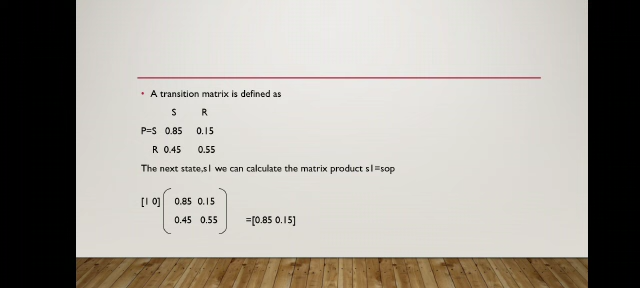 • A transition matrix is defined as
S R
P=S 0.85 0.15
R 0.45 0.55
The next state,s1 we can calculate the matrix product s1=sop
[1 0] 0.85 0.15
0.45 0.55 =[0.85 0.15]